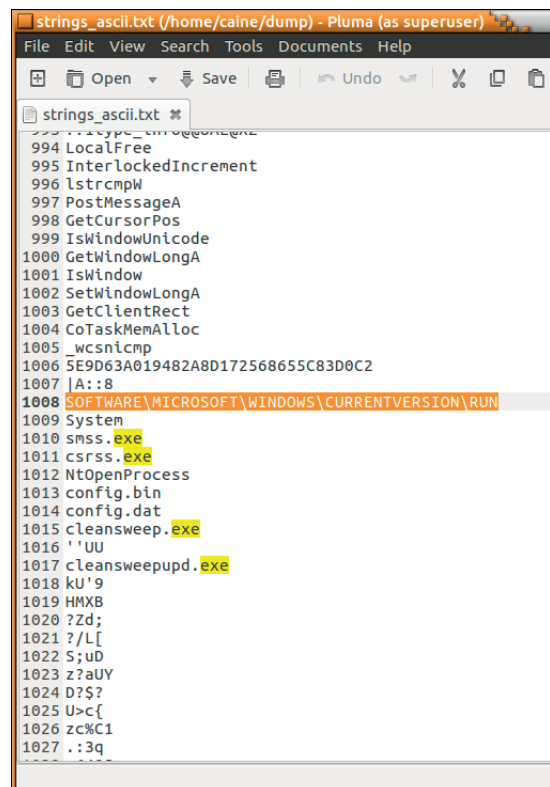 strings_ascii.txt (/home/caine/dump) - Pluma (as superuser)
File Edit View Search Tools Documents Help
Open Save Undo
strings_ascii.txt
994 LocalFree
995 InterlockedIncrement
996 lstrcmpW
997 PostMessageA
998 GetCursorPos
999 IsWindowUnicode
1000 GetWindowLongA
1001 IsWindow
1002 SetWindowLongA
1003 GetClientRect
1004 CoTaskMemAlloc
1005 _wcsnicmp
1006 5E9D63A019482A8D172568655C83D0C2
1007 |A::8
1008 SOFTWARE\MICROSOFT\WINDOWS\CURRENTVERSION\RUN
1009 System
1010 smss.exe
1011 csrss.exe
1012 NtOpenProcess
1013 config.bin
1014 config.dat
1015 cleansweep.exe
1016 ''UU
1017 cleansweepupd.exe
1018 kU'9
1019 HMXB
1020 ?Zd;
1021 ?/L[
1022 S;uD
1023 z?aUY
1024 D?$?
1025 U>c{
1026 zc%C1
1027 .:3q